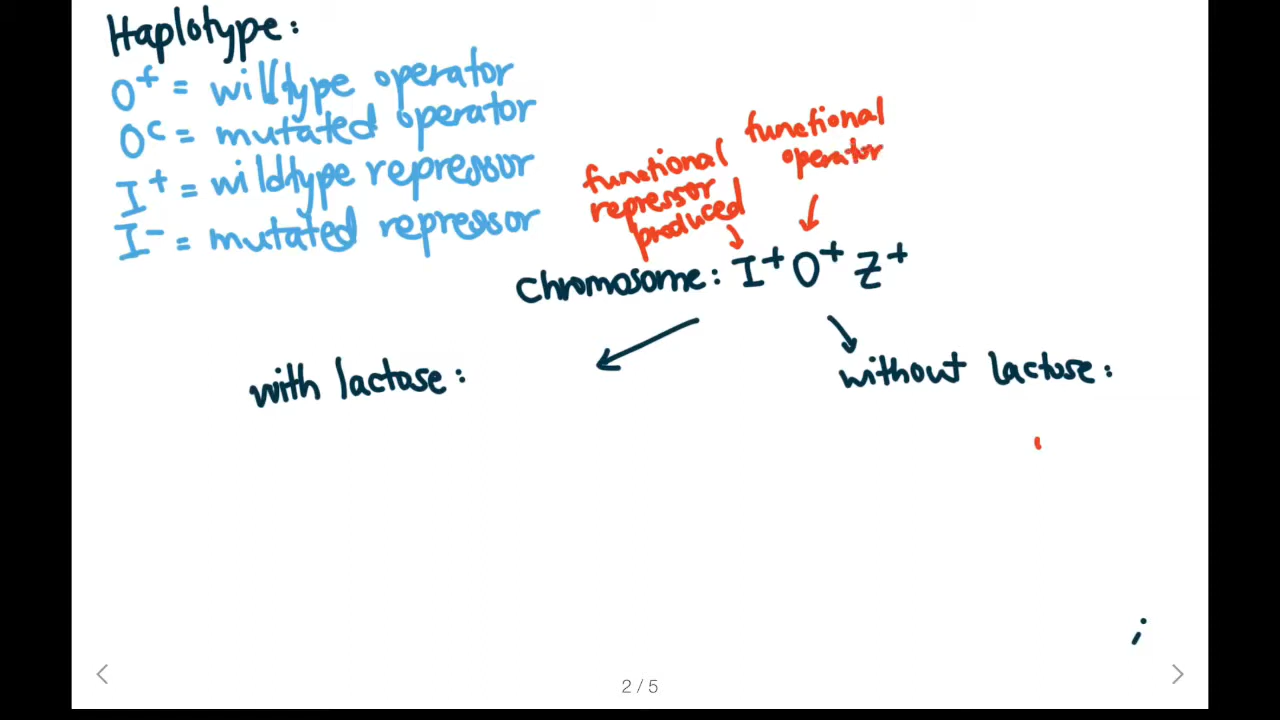 Haplotype:
O⁺ = wildtype operator
Oᶜ = mutated operator
I⁺ = wildtype repressor
I⁻ = mutated repressor
functional
repressor
produced
functional
operator
chromosome: I⁺ O⁺ Z⁺
with lactose:
without lactose:
;
2 / 5